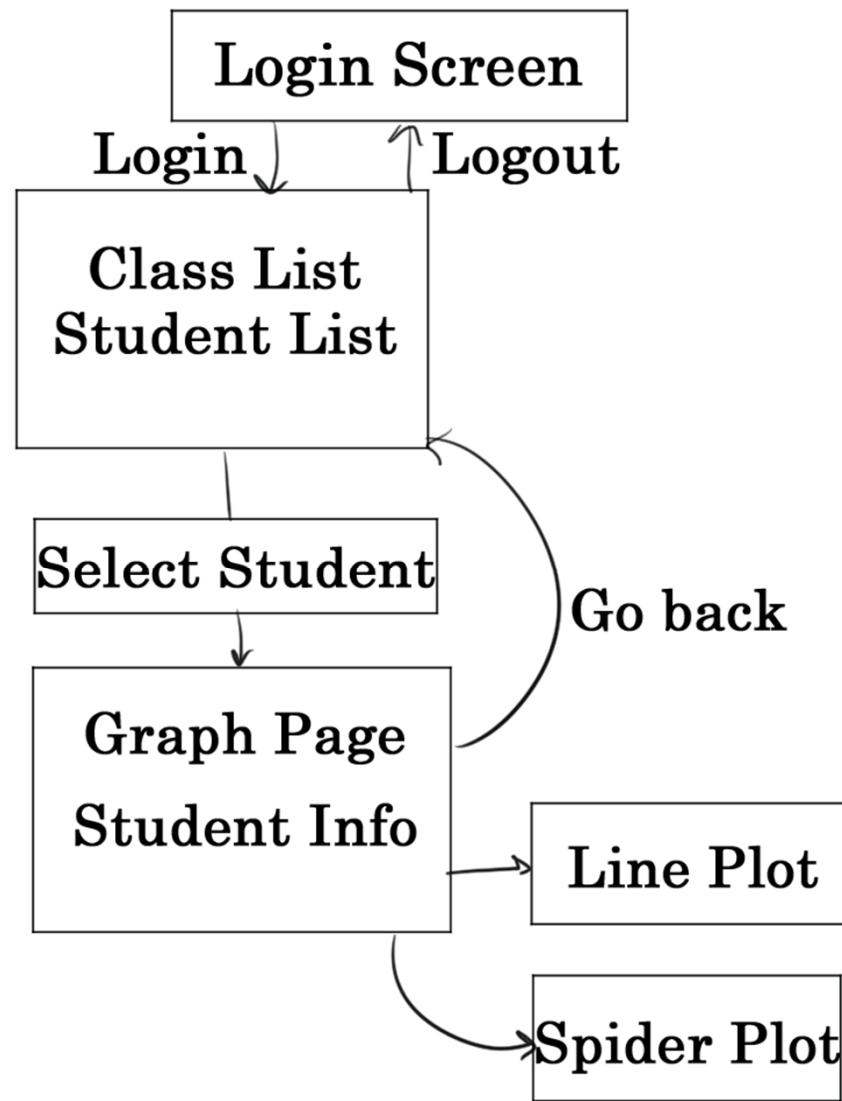 Login Screen
Login
Logout
Class List
Student List
Select Student
Go back
Graph Page
Student Info
Line Plot
Spider Plot